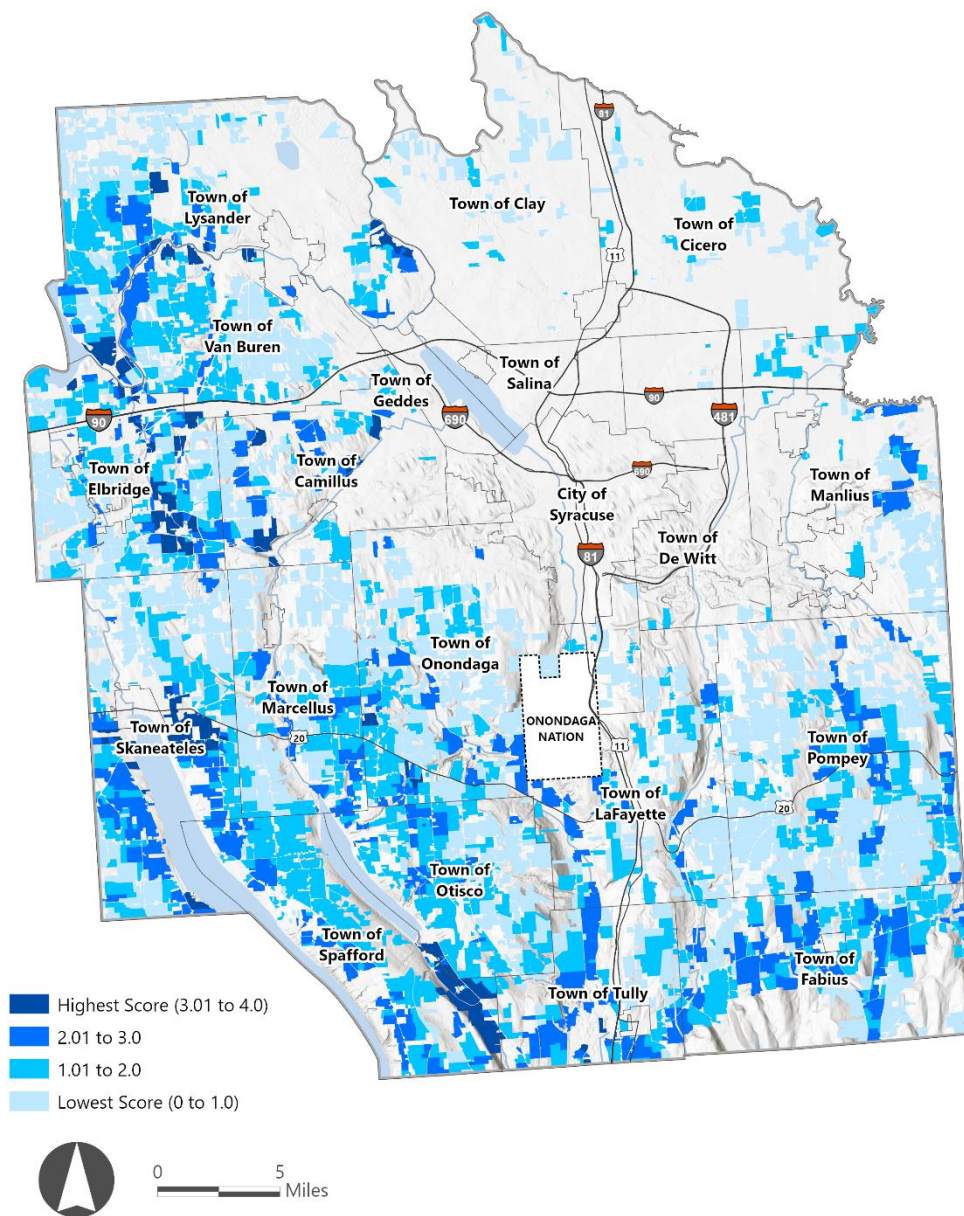 81
Town of
Lysander
Town of Clay
Town of
Cicero
11
Town of
Van Buren
Town of
Salina
Town of
Geddes
90
90
690
481
Town of
Elbridge
Town of
Camillus
690
Town of
Manlius
City of
Syracuse
Town of
De Witt
81
Town of
Onondaga
Town of
Marcellus
Town of
Skaneateles
20
ONONDAGA
NATION
11
Town of
Pompey
Town of
LaFayette
20
Town of
Otisco
Town of
Spafford
Town of
Fabius
Town of Tully
Highest Score (3.01 to 4.0)
2.01 to 3.0
1.01 to 2.0
Lowest Score (0 to 1.0)
0 5
Miles